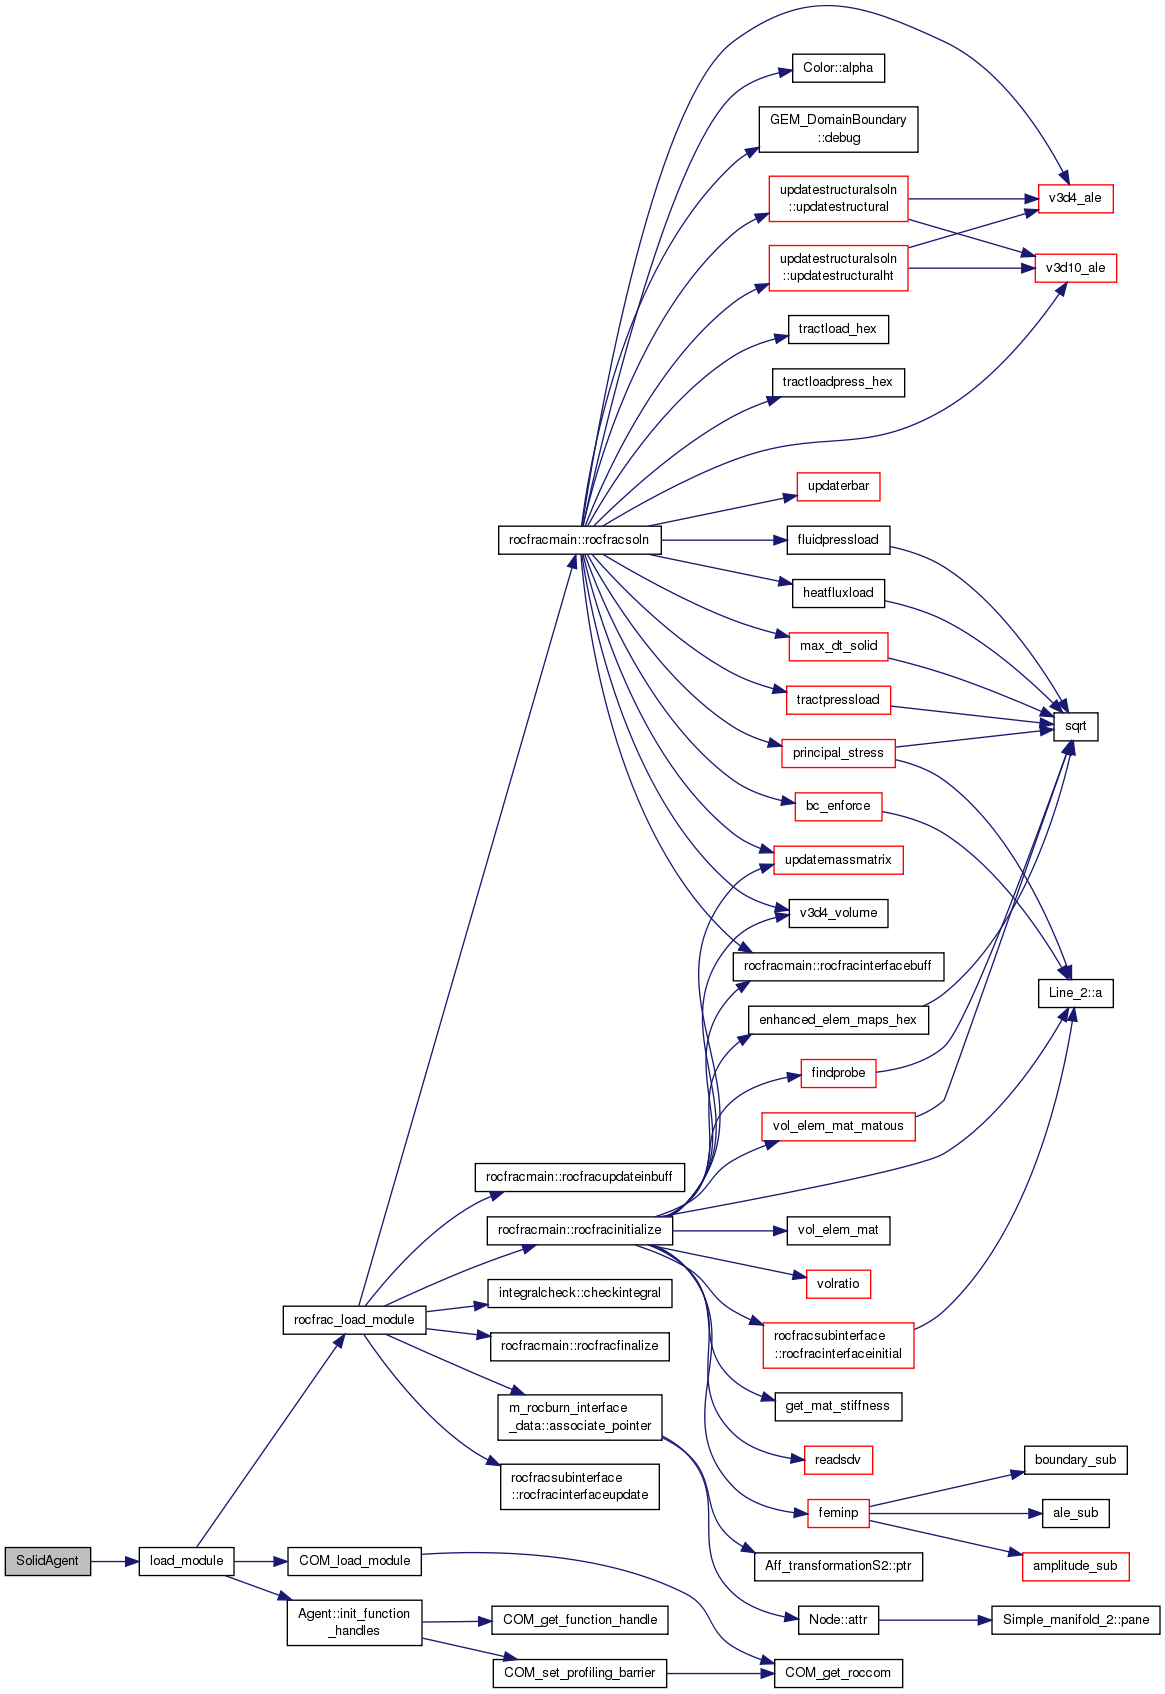 Color::alpha
GEM_DomainBoundary
::debug
updatestructuralsoln
::updatestructural
v3d4_ale
updatestructuralsoln
::updatestructuralht
v3d10_ale
tractload_hex
tractloadpress_hex
updaterbar
rocfracmain::rocfracsoln
fluidpressload
heatfluxload
max_dt_solid
tractpressload
sqrt
principal_stress
bc_enforce
updatemassmatrix
v3d4_volume
rocfracmain::rocfracinterfacebuff
Line_2::a
enhanced_elem_maps_hex
findprobe
vol_elem_mat_matous
rocfracmain::rocfracupdateinbuff
rocfracmain::rocfracinitialize
vol_elem_mat
volratio
integralcheck::checkintegral
rocfrac_load_module
rocfracmain::rocfracfinalize
rocfracsubinterface
::rocfracinterfaceinitial
m_rocburn_interface
_data::associate_pointer
get_mat_stiffness
rocfracsubinterface
::rocfracinterfaceupdate
readsdv
boundary_sub
feminp
ale_sub
SolidAgent
load_module
COM_load_module
Aff_transformationS2::ptr
amplitude_sub
Agent::init_function
_handles
COM_get_function_handle
Node::attr
Simple_manifold_2::pane
COM_set_profiling_barrier
COM_get_roccom